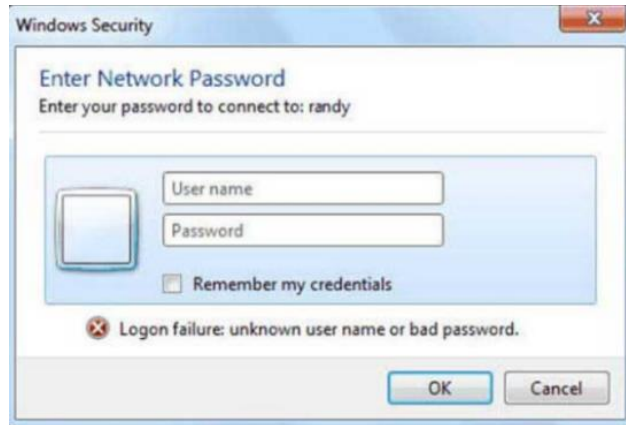 Windows Security
Enter Network Password
Enter your password to connect to: randy
User name
Password
Remember my credentials
Logon failure: unknown user name or bad password.
OK
Cancel